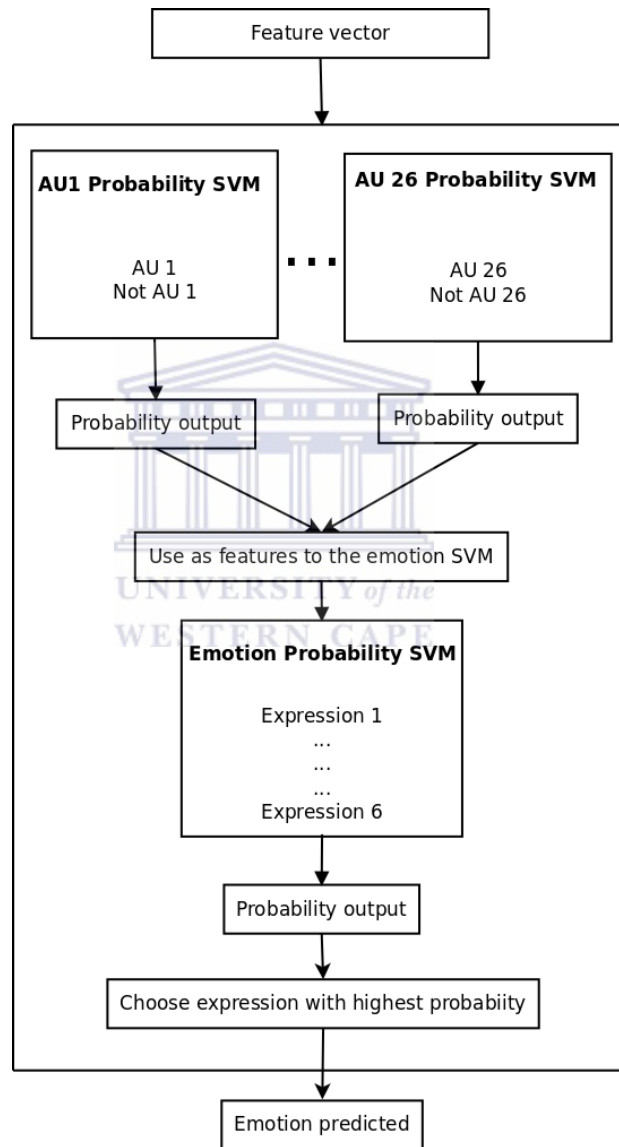 Feature vector
AU1 Probability SVM
AU 1
Not AU 1
...
AU 26 Probability SVM
AU 26
Not AU 26
Probability output
Probability output
Use as features to the emotion SVM
UNIVERSITY of the
WESTERN CAPE
Emotion Probability SVM
Expression 1
...
...
...
Expression 6
Probability output
Choose expression with highest probabiity
Emotion predicted